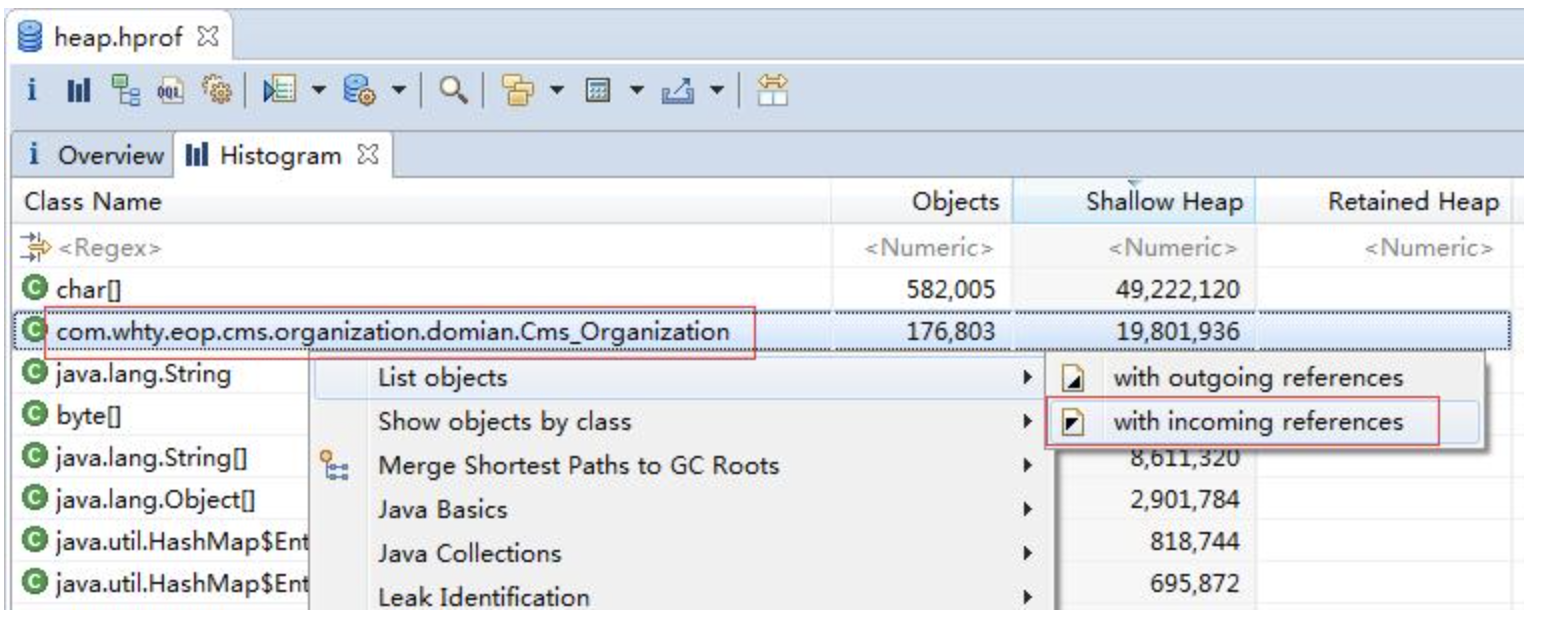 heap.hprof
i OQL
i Overview Histogram
Class Name Objects Shallow Heap Retained Heap
<Regex> <Numeric> <Numeric> <Numeric>
char[] 582,005 49,222,120
com.whty.eop.cms.organization.domian.Cms_Organization 176,803 19,801,936
java.lang.String List objects with outgoing references
byte[] Show objects by class with incoming references
java.lang.String[] Merge Shortest Paths to GC Roots 8,611,320
java.lang.Object[] Java Basics 2,901,784
java.util.HashMap$Ent Java Collections 818,744
java.util.HashMap$Ent Leak Identification 695,872